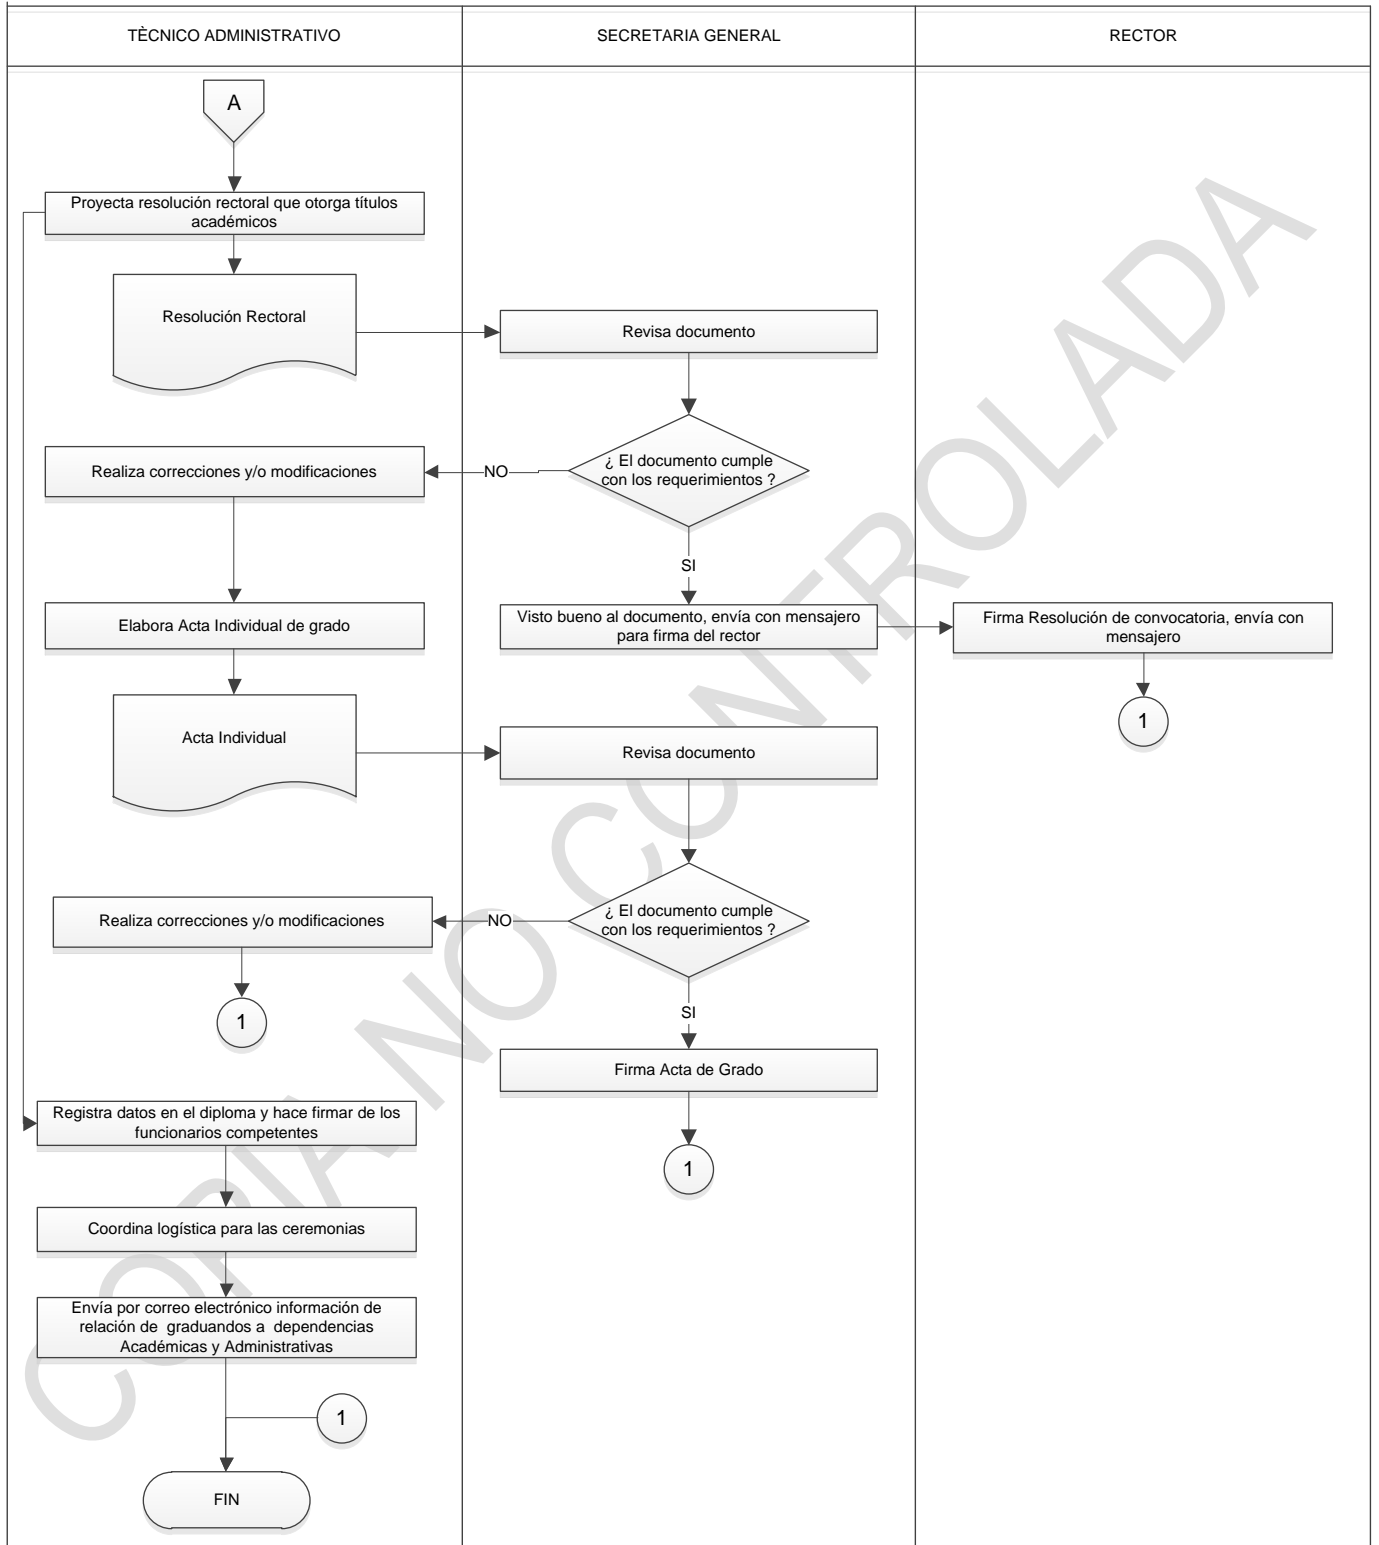 TÈCNICO ADMINISTRATIVO
SECRETARIA GENERAL
RECTOR
A
Proyecta resolución rectoral que otorga títulos
académicos
Resolución Rectoral
Revisa documento
Realiza correcciones y/o modificaciones
NO
¿ El documento cumple
con los requerimientos ?
SI
Elabora Acta Individual de grado
Visto bueno al documento, envía con mensajero
para firma del rector
Firma Resolución de convocatoria, envía con
mensajero
1
Acta Individual
Revisa documento
Realiza correcciones y/o modificaciones
NO
¿ El documento cumple
con los requerimientos ?
1
SI
Firma Acta de Grado
Registra datos en el diploma y hace firmar de los
funcionarios competentes
1
Coordina logística para las ceremonias
Envía por correo electrónico información de
relación de  graduandos a  dependencias
Académicas y Administrativas
1
FIN
COPIA NO CONTROLADA